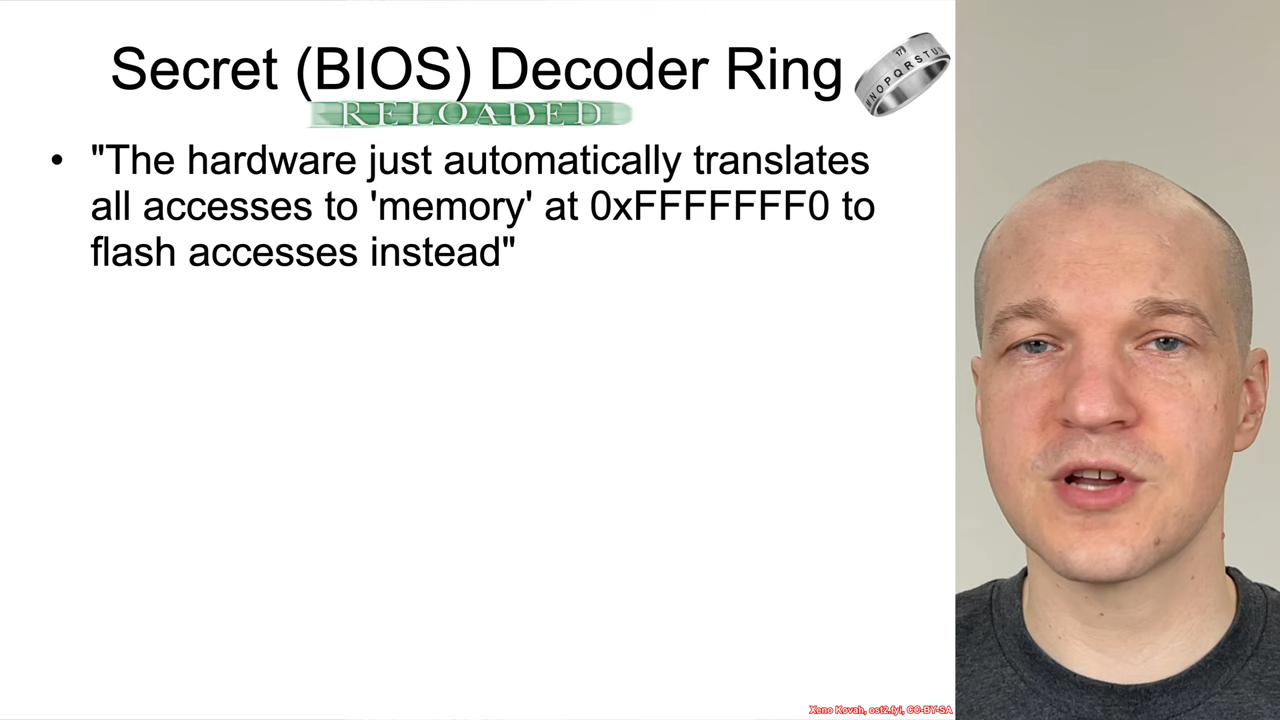 Secret (BIOS) Decoder Ring
RELOADED
• "The hardware just automatically translates
all accesses to 'memory' at 0xFFFFFFF0 to
flash accesses instead"
Xeno Kovah, ost2.fyi, CC-BY-SA